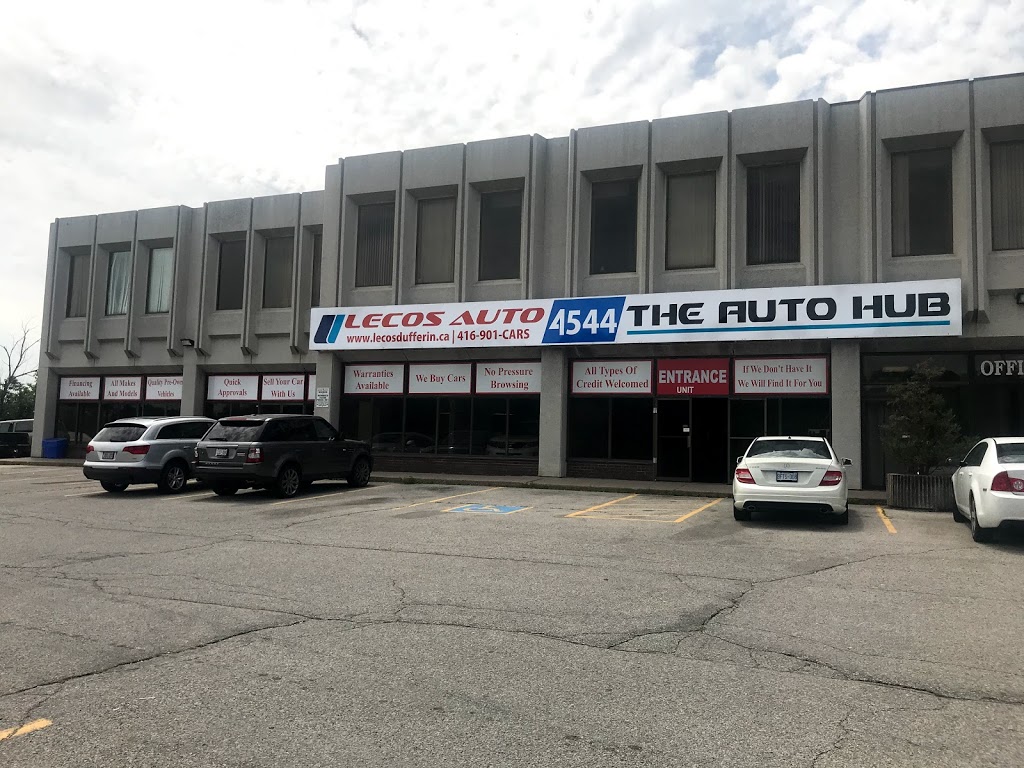 LECOS AUTO
www.lecosdufferin.ca | 416-901-CARS
4544
THE AUTO HUB
Financing
Available
All Makes
And Models
Quality Pre-Own
Vehicles
Quick
Approvals
Sell Your Car
With Us
Warranties
Available
We Buy Cars
No Pressure
Browsing
All Types Of
Credit Welcomed
ENTRANCE
UNIT
If We Don't Have It
We Will Find It For You
OFFI